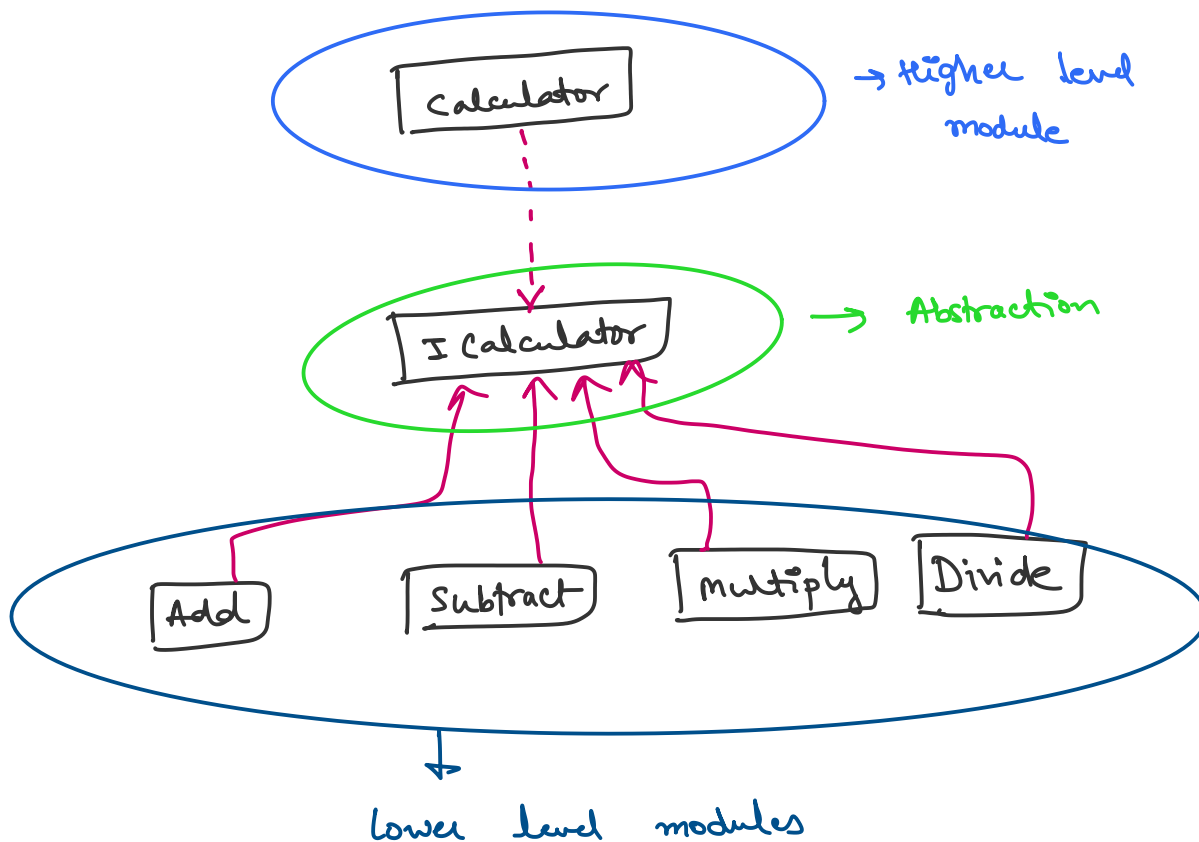 Calculator
→ Higher level
module
I Calculator
→ Abstraction
Add
Subtract
Multiply
Divide
Lower level modules